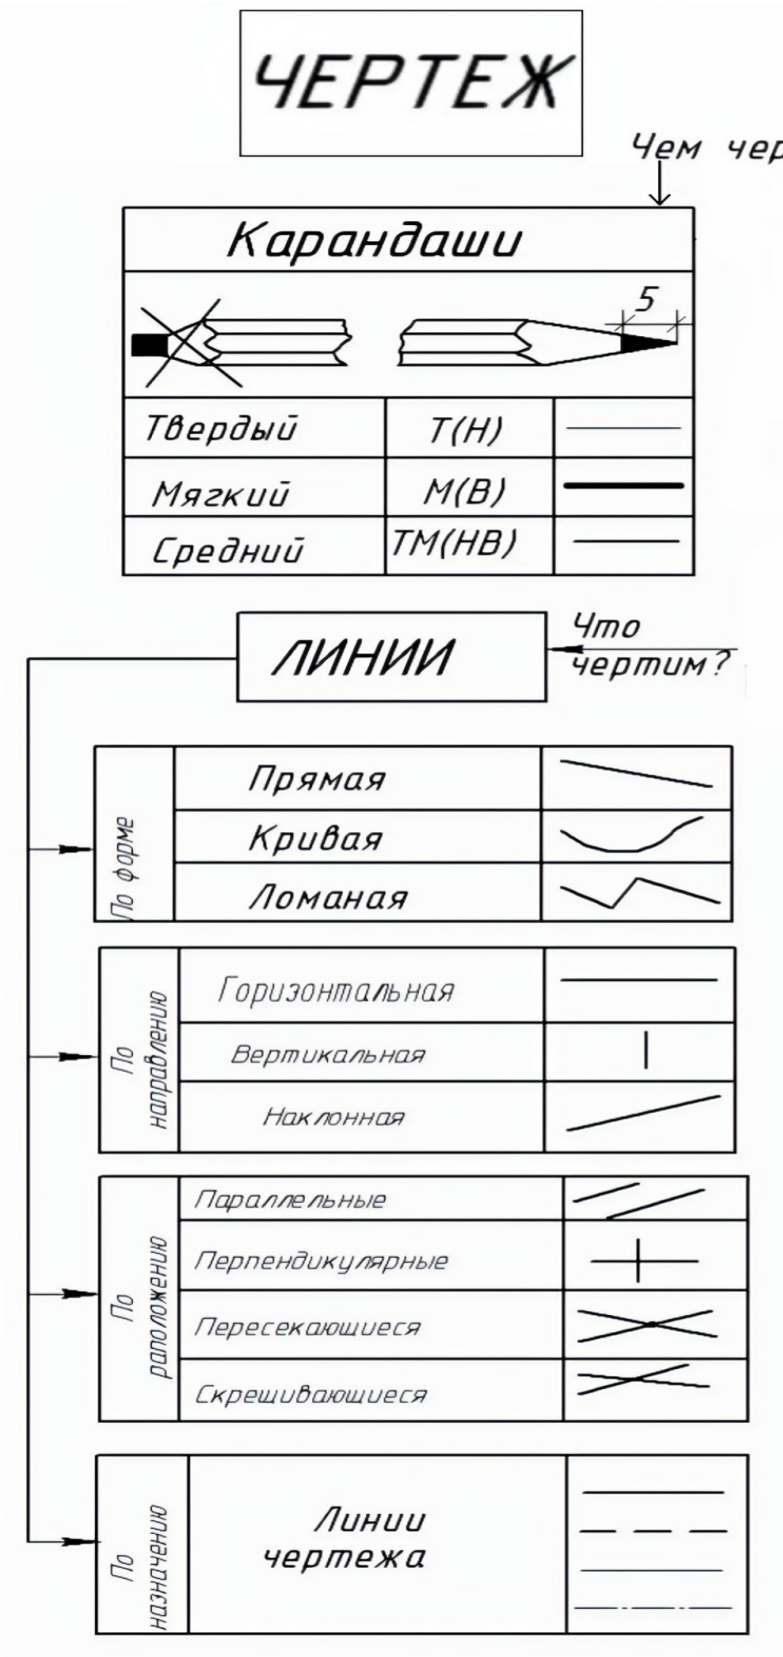 ЧЕРТЕЖ
Чем
Карандаши
5
Твердый Т(Н)
Мягкий М(В)
Средний ТМ(НВ)
ЛИНИИ
Что
чертим?
По форме
Прямая
Кривая
Ломаная
По
направлению
Горизонтальная
Вертикальная
Наклонная
По
раположению
Параллельные
Перпендикулярные
Пересекающиеся
Скрещивающиеся
По
назначению
Линии
чертежа